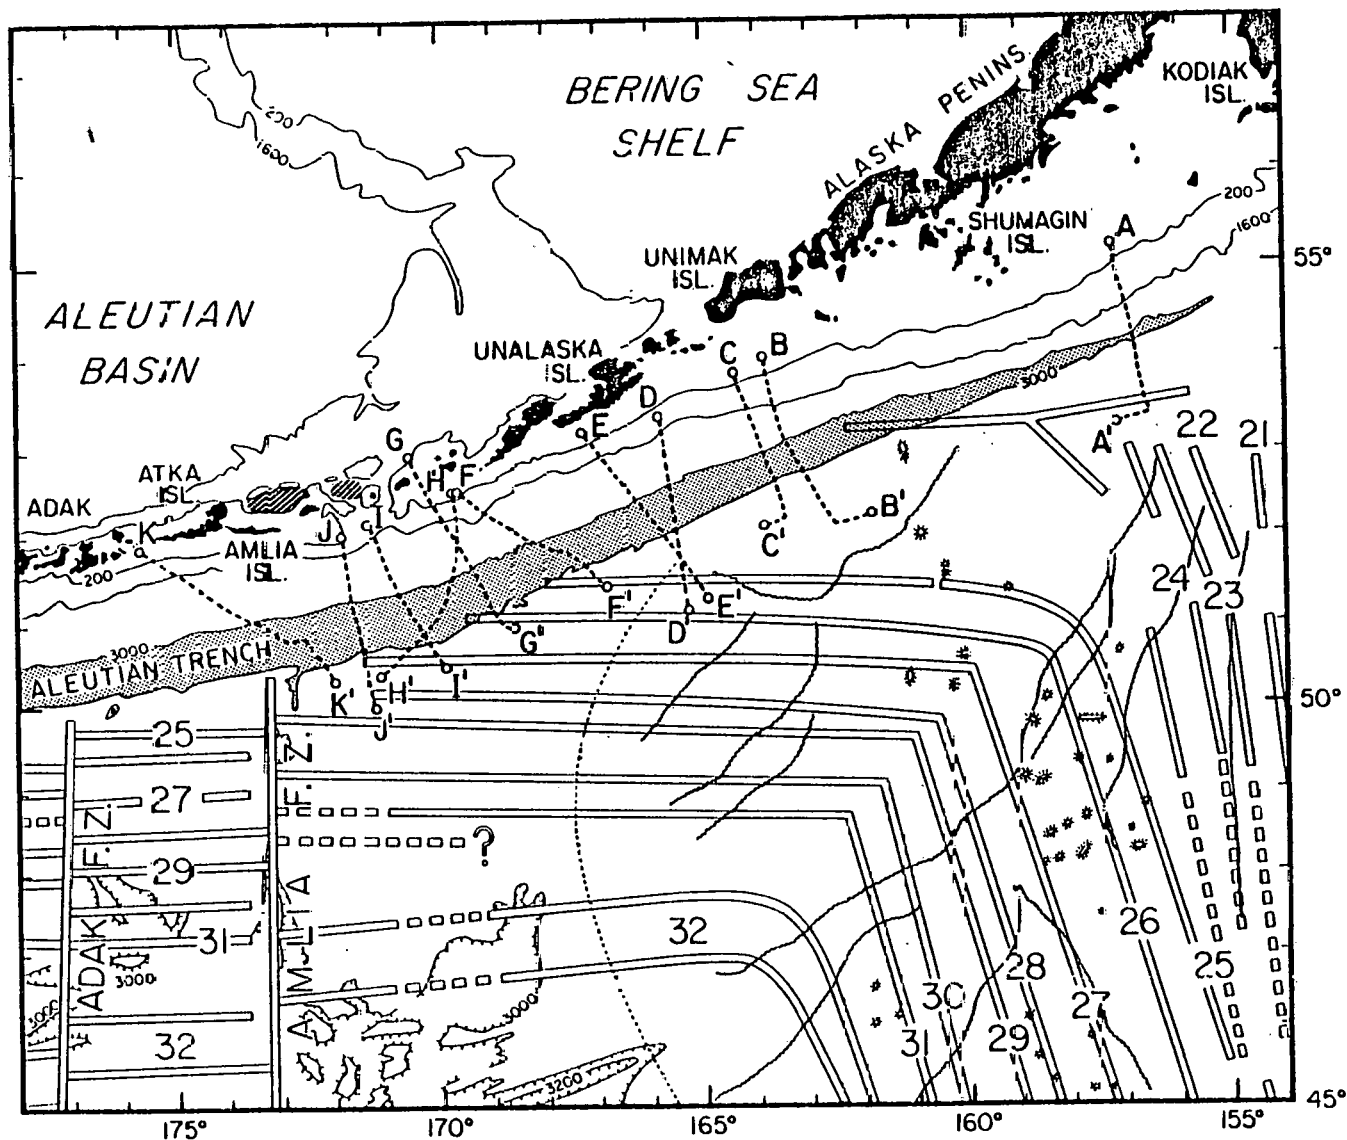 BERING SEA
SHELF
ALASKA PENINS
KODIAK
ISL.
200
1600
200
1600
A
SHUMAGIN
ISL.
UNIMAK
ISL.
55°
ALEUTIAN
BASIN
UNALASKA
ISL.
C
B
3000
D
E
A'
22
21
G
H
F
ATKA
ISL.
ADAK
K
J
I
AMLIA
ISL.
200
B'
C'
24
23
F'
E'
D'
G'
3000
ALEUTIAN TRENCH
K'
H'
I'
J'
50°
25
27
29
31
32
ADAK F. Z.
AMLIA F. Z.
?
32
3000
3000
3000
3200
26
25
28
27
30
29
31
45°
175°
170°
165°
160°
155°